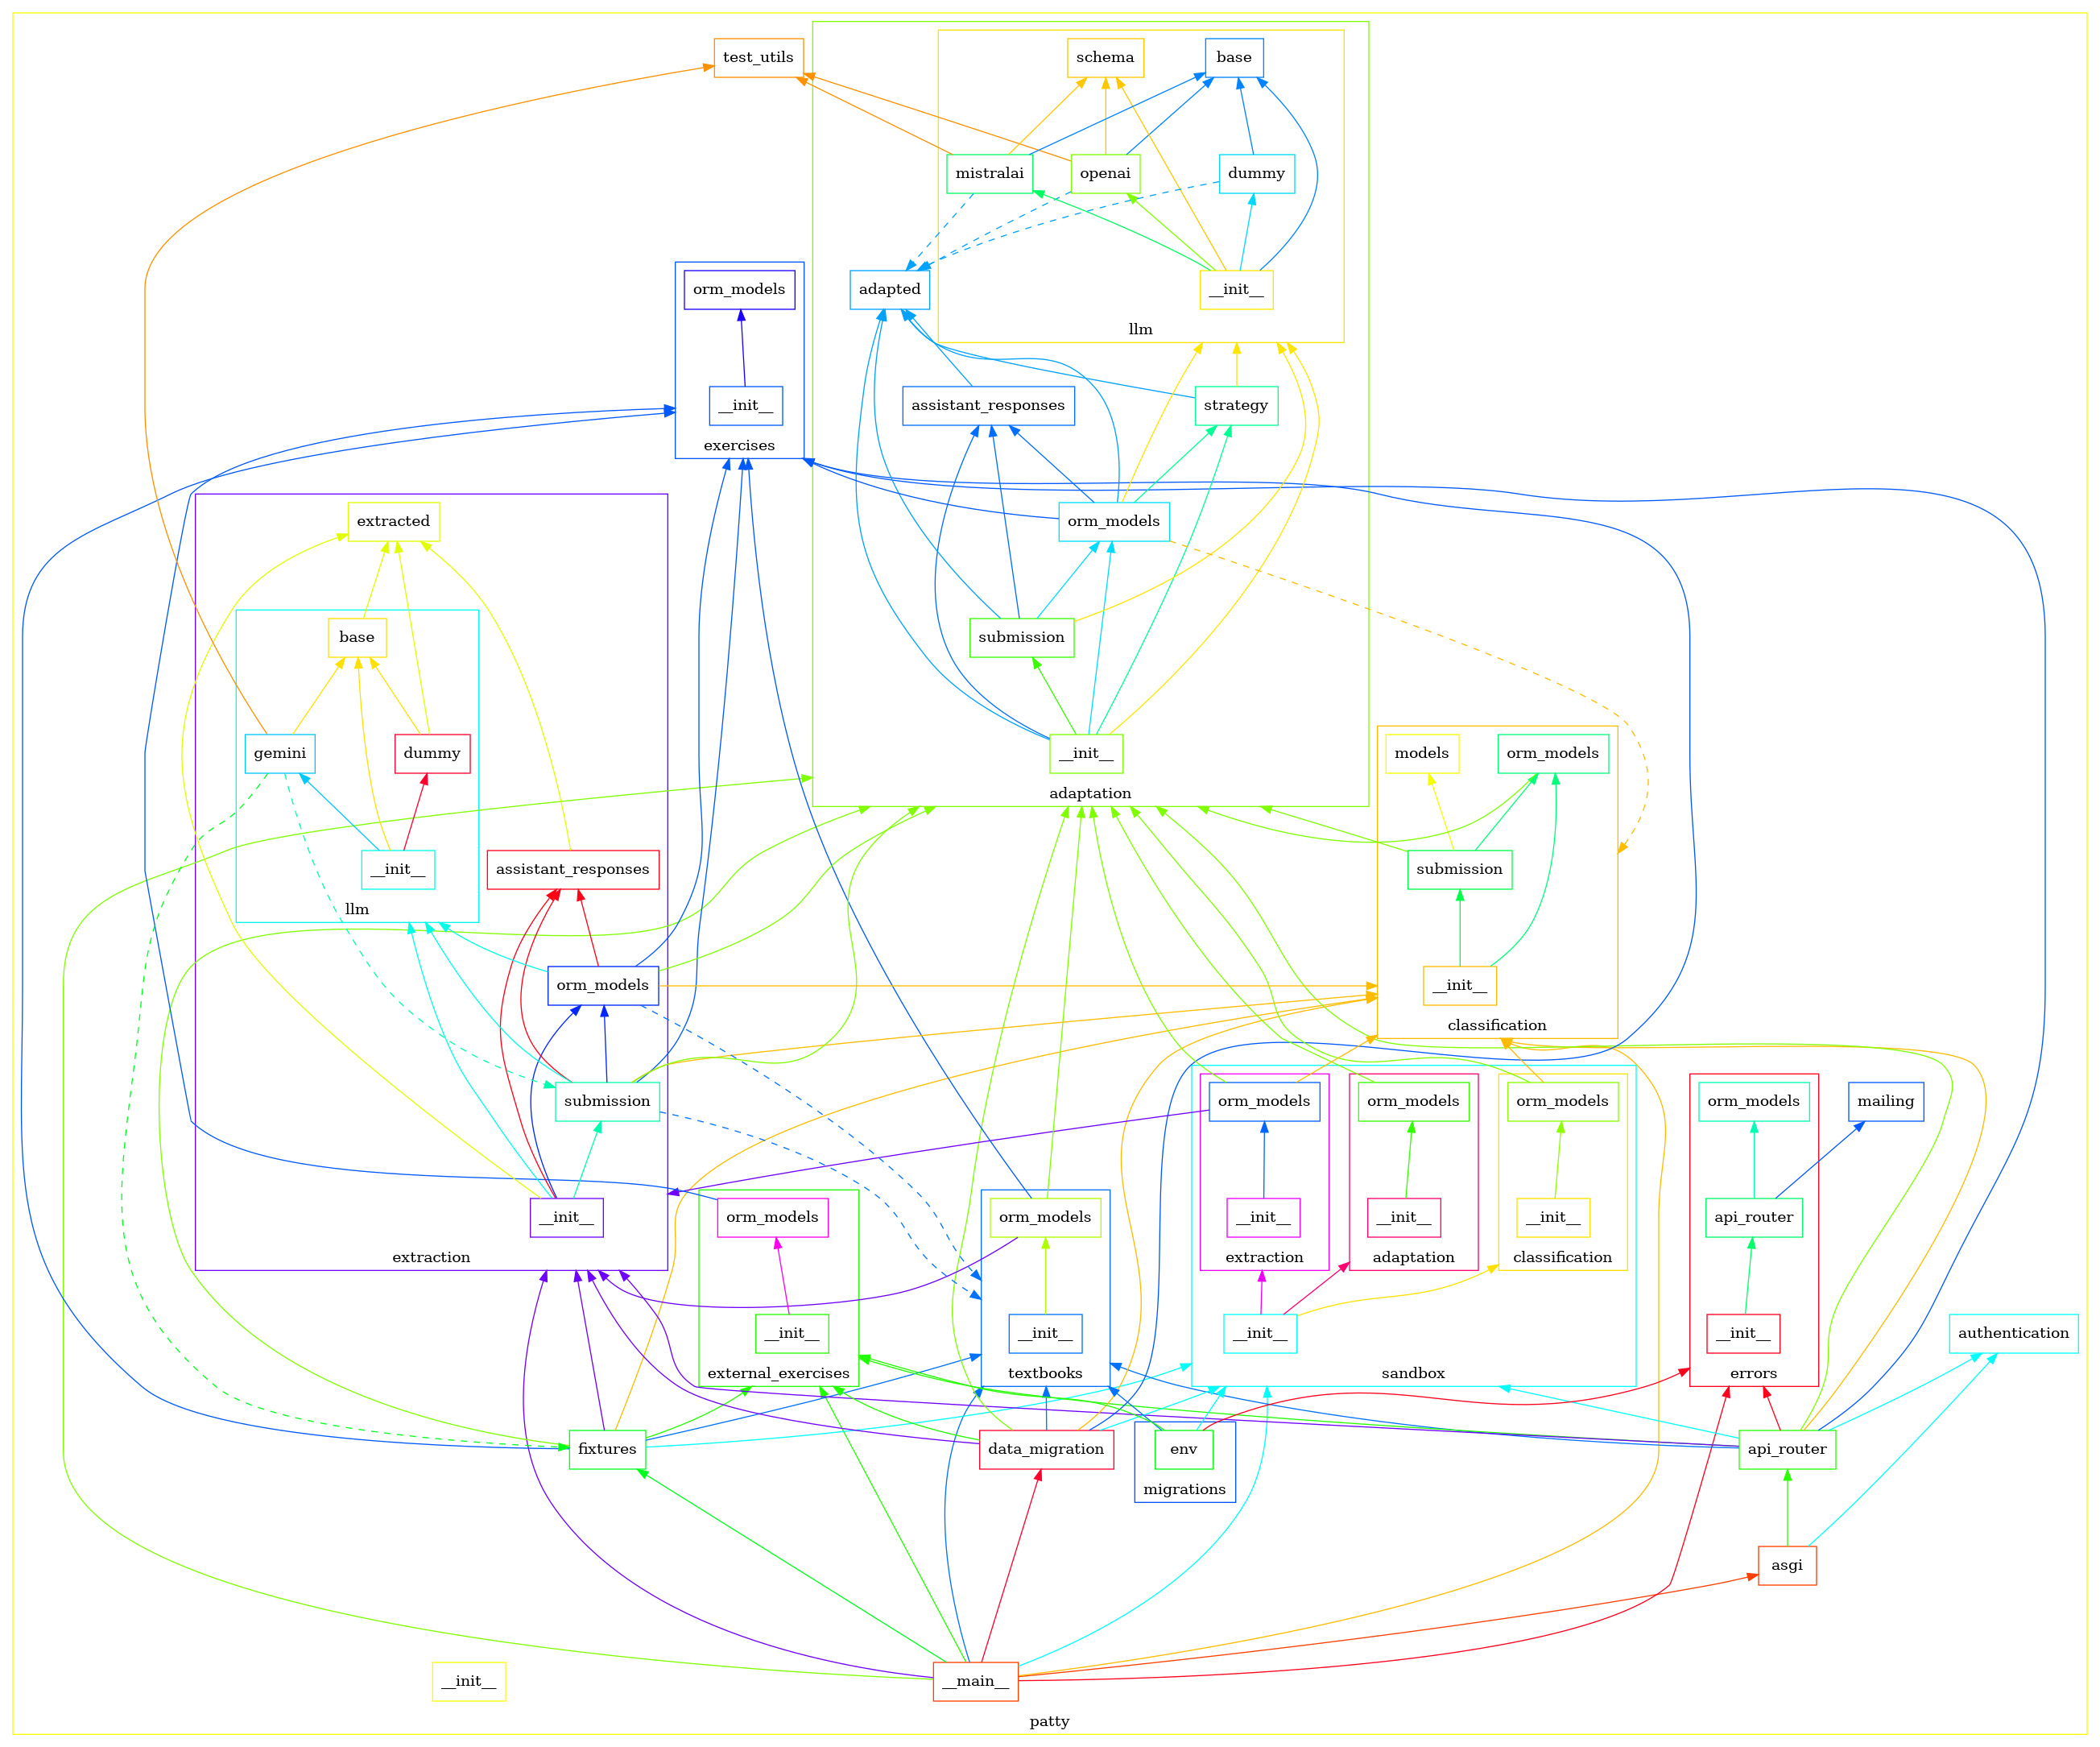 test_utils
schema
base
mistralai
openai
dummy
adapted
__init__
llm
orm_models
__init__
exercises
assistant_responses
strategy
orm_models
submission
__init__
adaptation
extracted
base
gemini
dummy
__init__
llm
assistant_responses
orm_models
submission
__init__
extraction
models
orm_models
submission
__init__
classification
orm_models
__init__
extraction
orm_models
__init__
adaptation
orm_models
__init__
classification
__init__
sandbox
orm_models
api_router
__init__
errors
mailing
authentication
orm_models
__init__
external_exercises
orm_models
__init__
textbooks
fixtures
data_migration
env
migrations
api_router
asgi
__init__
__main__
patty